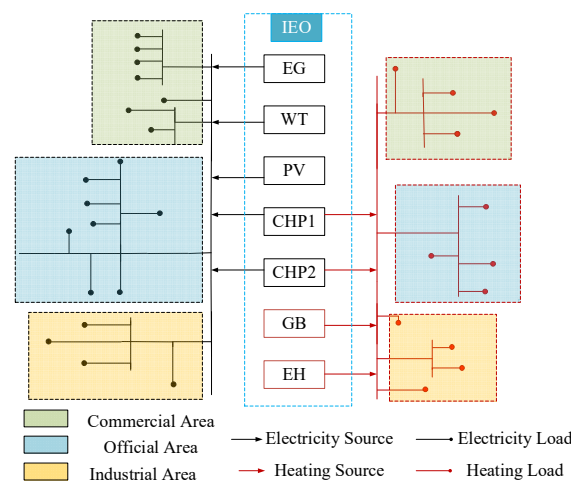 IEO
EG
WT
PV
CHP1
CHP2
GB
EH
Commercial Area
Official Area
Industrial Area
Electricity Source
Electricity Load
Heating Source
Heating Load